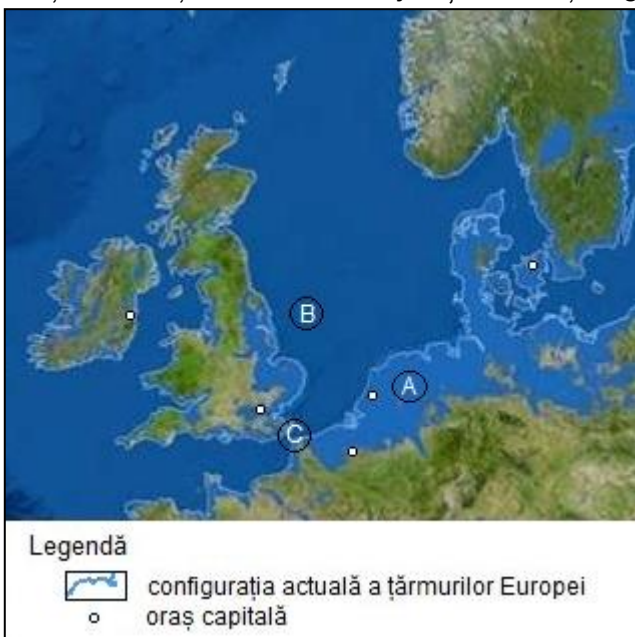 B
A
C
Legendă
configurația actuală a țărmurilor Europei
oraș capitală